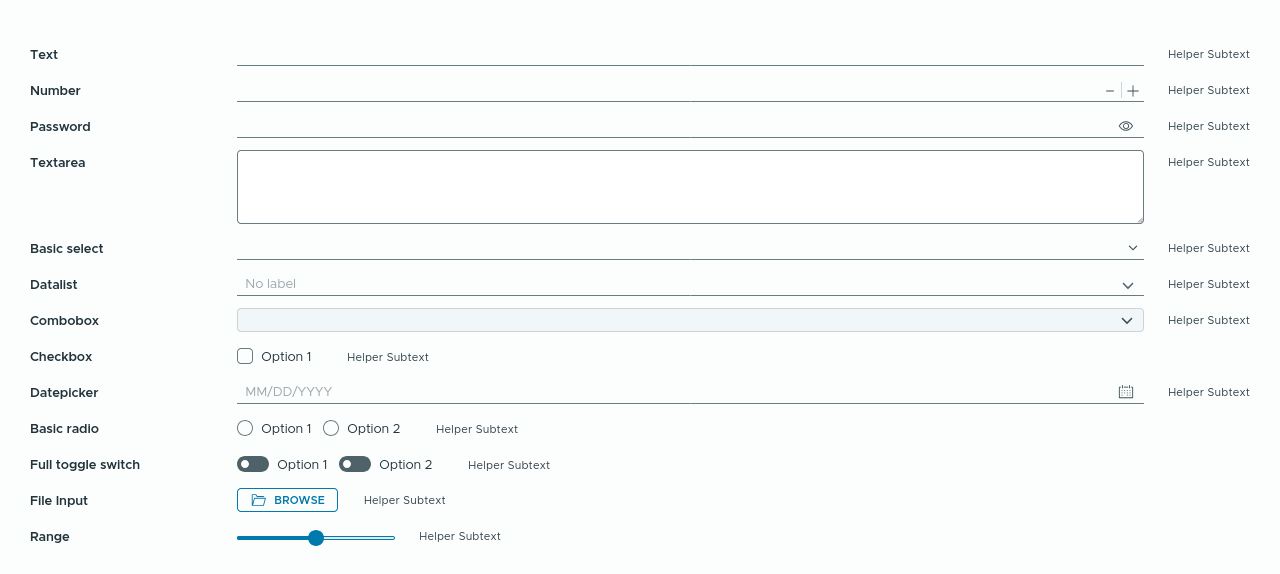 Text Helper Subtext
Number Helper Subtext
Password Helper Subtext
Textarea Helper Subtext
Basic select Helper Subtext
Datalist No label Helper Subtext
Combobox Helper Subtext
Checkbox Option 1 Helper Subtext
Datepicker MM/DD/YYYY Helper Subtext
Basic radio Option 1 Option 2 Helper Subtext
Full toggle switch Option 1 Option 2 Helper Subtext
File Input BROWSE Helper Subtext
Range Helper Subtext